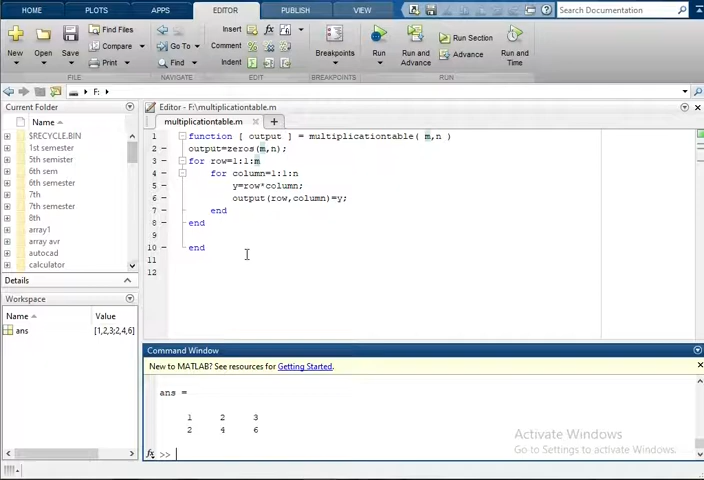 HOME PLOTS APPS EDITOR PUBLISH VIEW Search Documentation
New Open Save Find Files Compare Print Go To Find Insert Comment Indent Breakpoints Run Run and Advance Run Section Advance Run and Time
FILE NAVIGATE EDIT BREAKPOINTS RUN
F:
Current Folder
Name
$RECYCLE.BIN
1st semester
5th semister
6th sem
6th semester
7th
7th semester
8th
array1
array avr
autocad
calculator
Details
Workspace
Name Value
ans [1,2,3;2,4,6]
Editor - F:\multiplicationtable.m
multiplicationtable.m
1 function [ output ] = multiplicationtable( m,n )
2 output=zeros(m,n);
3 for row=1:1:m
4 for column=1:1:n
5 y=row*column;
6 output(row,column)=y;
7 end
8 end
9
10 end
11
12
Command Window
New to MATLAB? See resources for Getting Started.
ans =
1 2 3
2 4 6
fx >>
Activate Windows
Go to Settings to activate Windows.